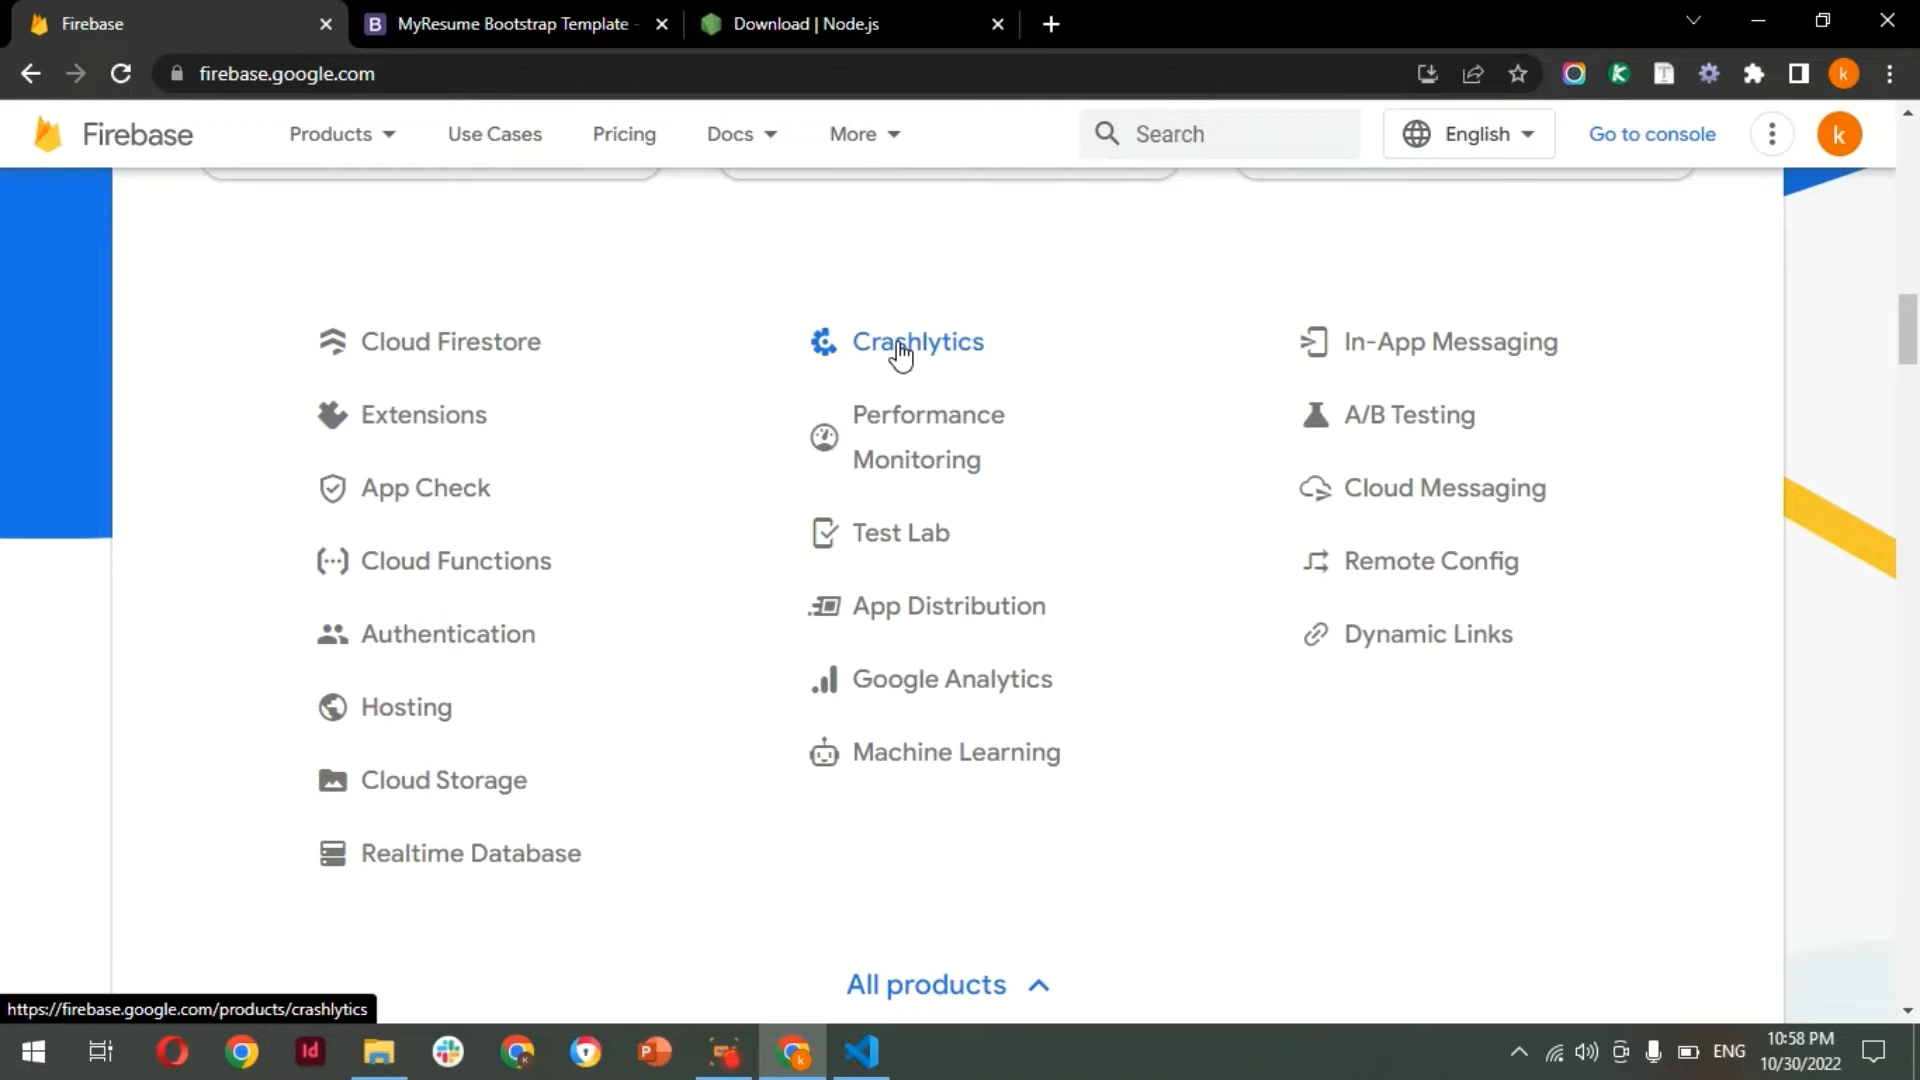 Firebase
MyResume Bootstrap Template -
Download | Node.js
firebase.google.com
Firebase
Products
Use Cases
Pricing
Docs
More
Search
English
Go to console
k
Cloud Firestore
Extensions
App Check
Cloud Functions
Authentication
Hosting
Cloud Storage
Realtime Database
Crashlytics
Performance
Monitoring
Test Lab
App Distribution
Google Analytics
Machine Learning
In-App Messaging
A/B Testing
Cloud Messaging
Remote Config
Dynamic Links
All products
https://firebase.google.com/products/crashlytics
ENG
10:58 PM
10/30/2022